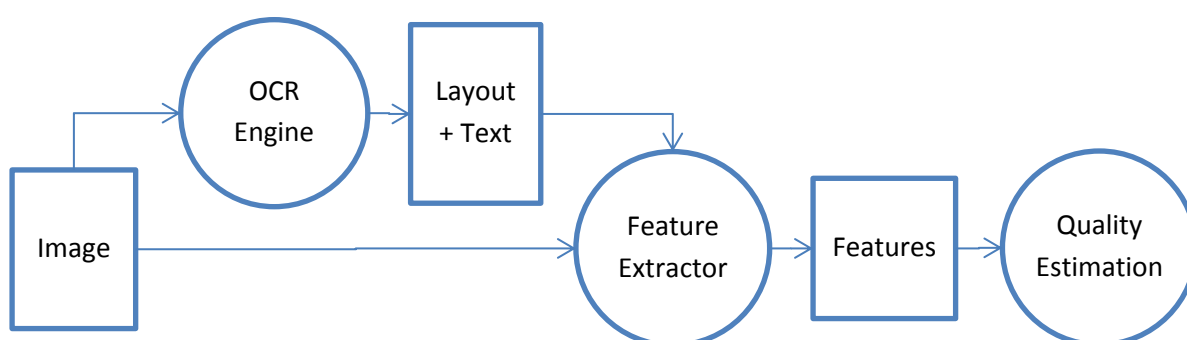 OCR
Engine
Layout
+ Text
Image
Feature
Extractor
Features
Quality
Estimation